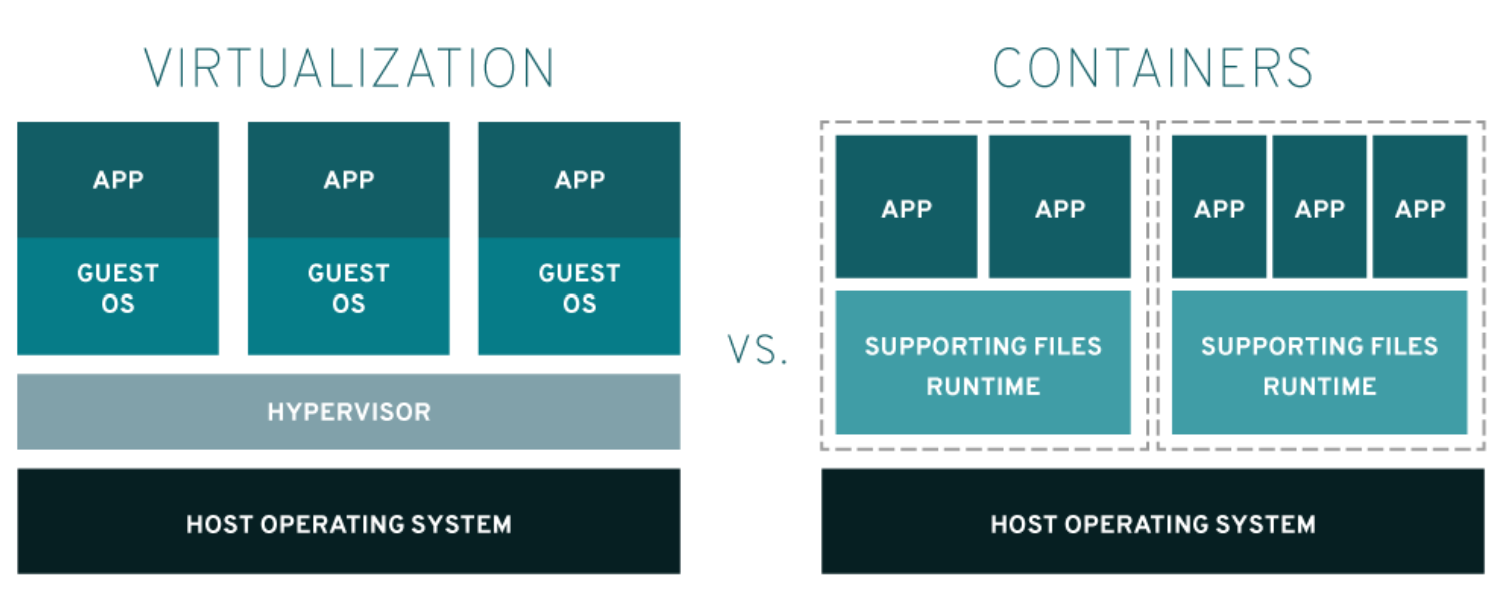 VIRTUALIZATION
APP
APP
APP
GUEST
OS
GUEST
OS
GUEST
OS
HYPERVISOR
HOST OPERATING SYSTEM
VS.
CONTAINERS
APP
APP
APP
APP
APP
SUPPORTING FILES
RUNTIME
SUPPORTING FILES
RUNTIME
HOST OPERATING SYSTEM